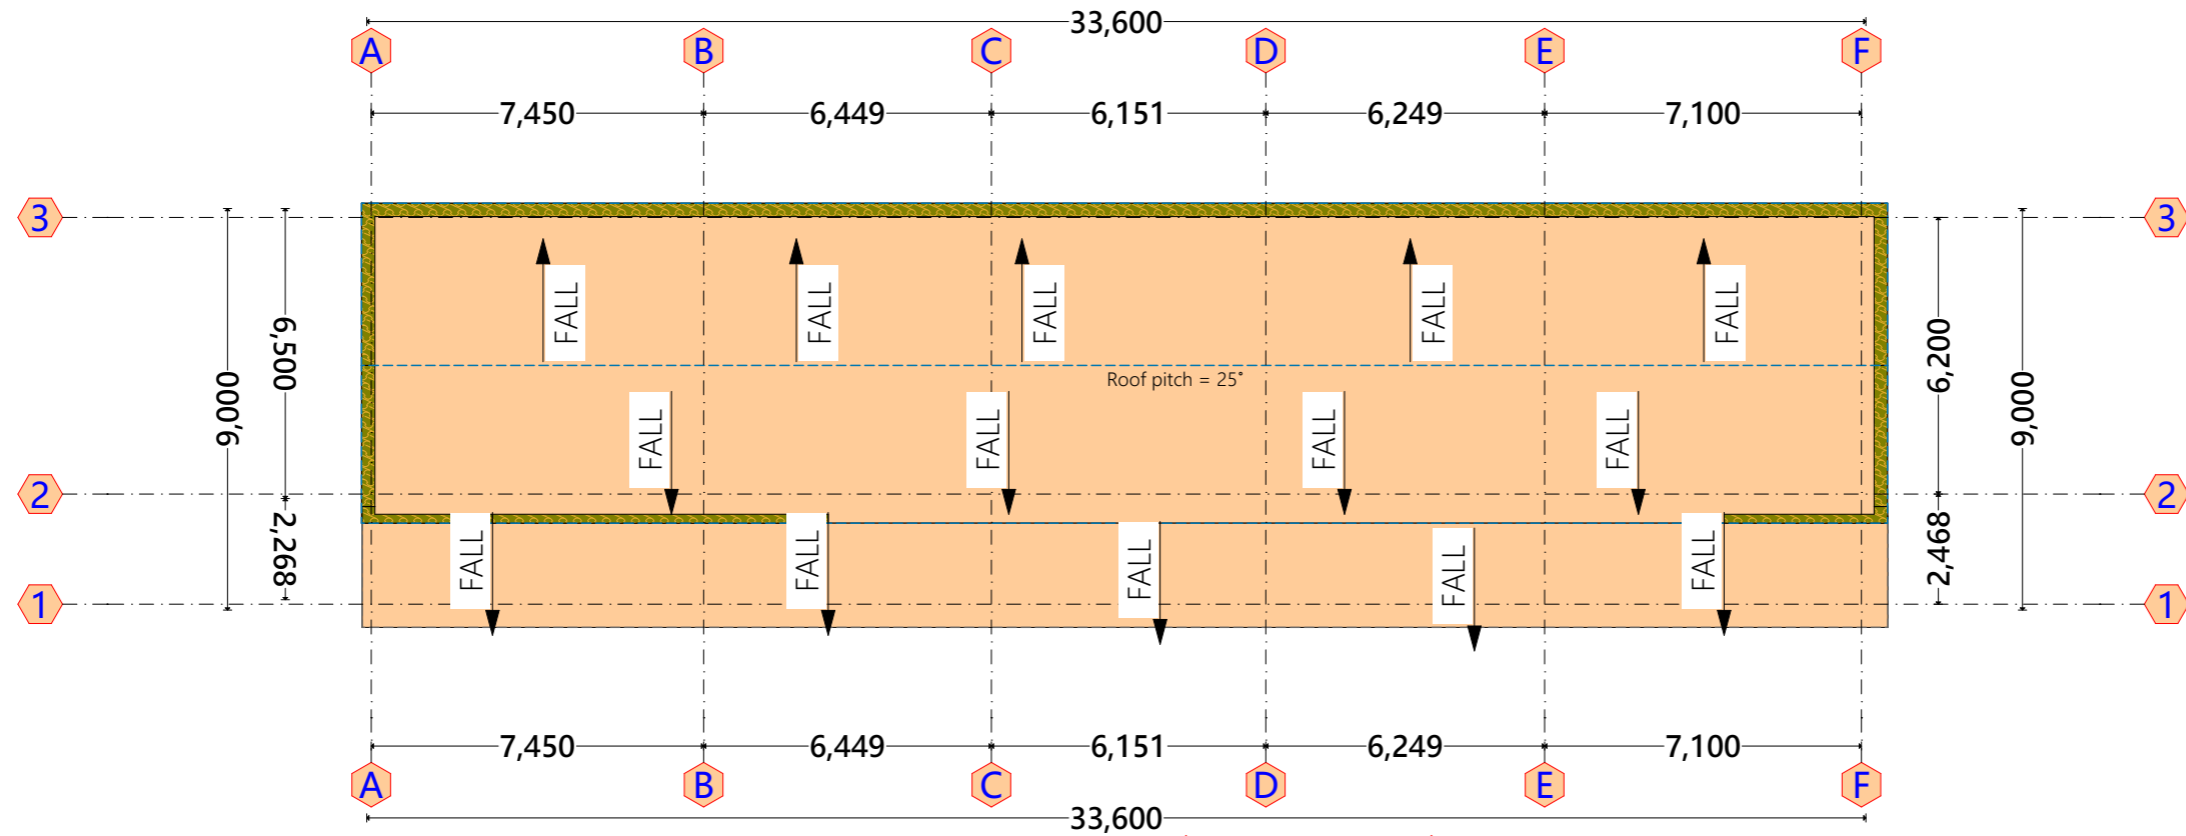 33,600
A B C D E F
7,450 6,449 6,151 6,249 7,100
3 3
FALL FALL FALL FALL FALL
6,500 6,200
9,000 9,000
Roof pitch = 25°
FALL FALL FALL FALL
2 2
2,268 2,468
FALL FALL FALL FALL FALL
1 1
7,450 6,449 6,151 6,249 7,100
A B C D E F
33,600